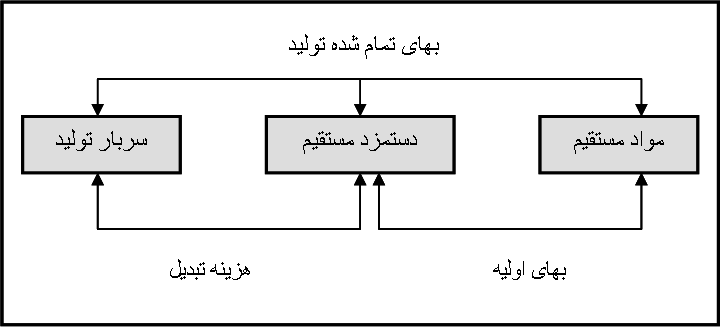 بهای تمام شده تولید
مواد مستقیم
دستمزد مستقیم
سربار تولید
بهای اولیه
هزینه تبدیل